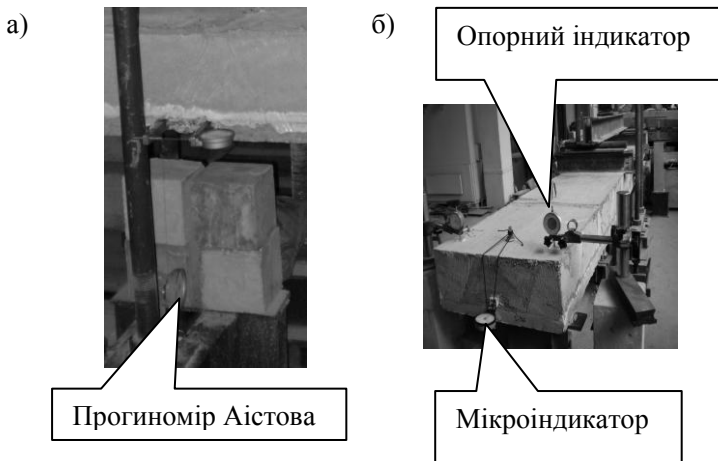 а)
б)
Опорний індикатор
Прогиномір Аістова
Мікроіндикатор